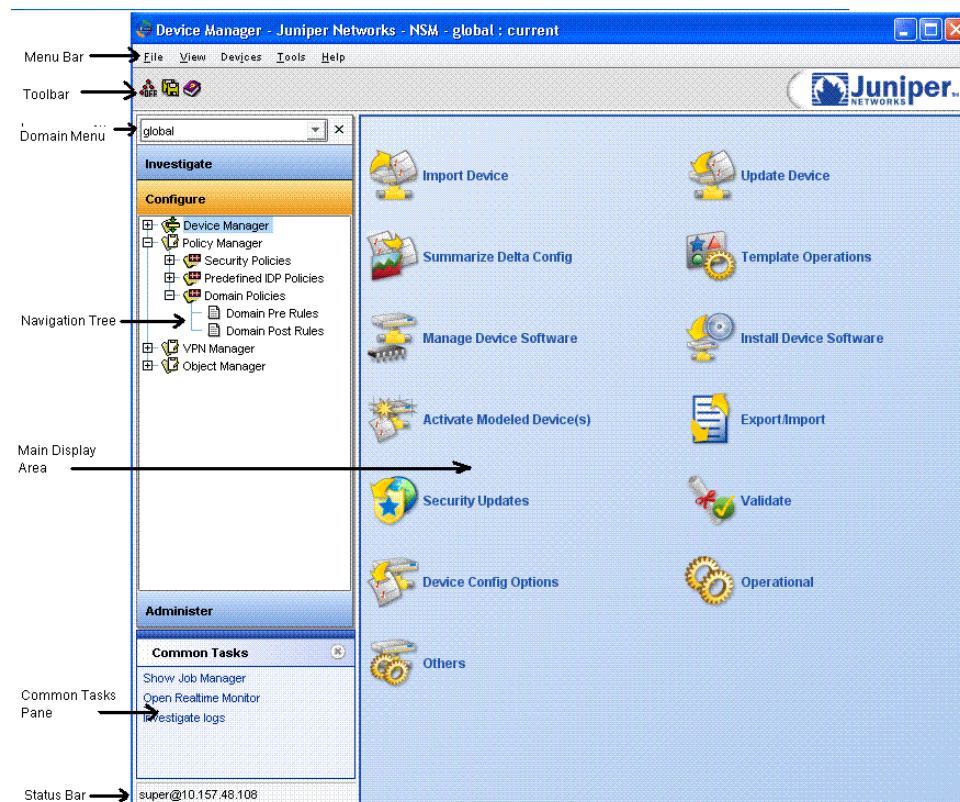 Device Manager - Juniper Networks - NSM - global : current
Menu Bar
File View Devices Tools Help
Toolbar
OFF
Juniper
NETWORKS
Domain Menu
global
Investigate
Configure
Device Manager
Policy Manager
Security Policies
Predefined IDP Policies
Domain Policies
Domain Pre Rules
Domain Post Rules
VPN Manager
Object Manager
Navigation Tree
Main Display
Area
Administer
Common Tasks
Show Job Manager
Open Realtime Monitor
Investigate logs
Common Tasks
Pane
Status Bar
super@10.157.48.108
Import Device
Update Device
Summarize Delta Config
Template Operations
Manage Device Software
Install Device Software
Activate Modeled Device(s)
Export/Import
Security Updates
Validate
Device Config Options
Operational
Others